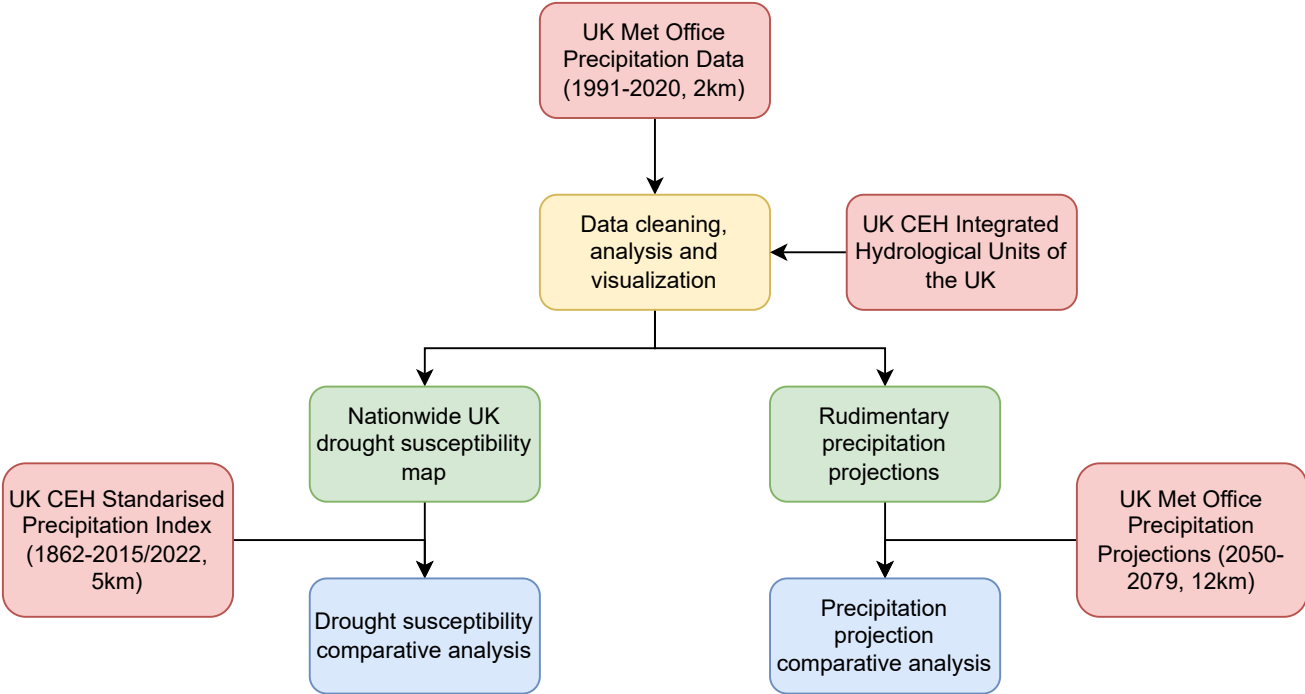 UK Met Office
Precipitation Data
(1991-2020, 2km)
Data cleaning,
analysis and
visualization
UK CEH Integrated
Hydrological Units of
the UK
Nationwide UK
drought susceptibility
map
Rudimentary
precipitation
projections
UK CEH Standarised
Precipitation Index
(1862-2015/2022,
5km)
UK Met Office
Precipitation
Projections (2050-
2079, 12km)
Drought susceptibility
comparative analysis
Precipitation
projection
comparative analysis